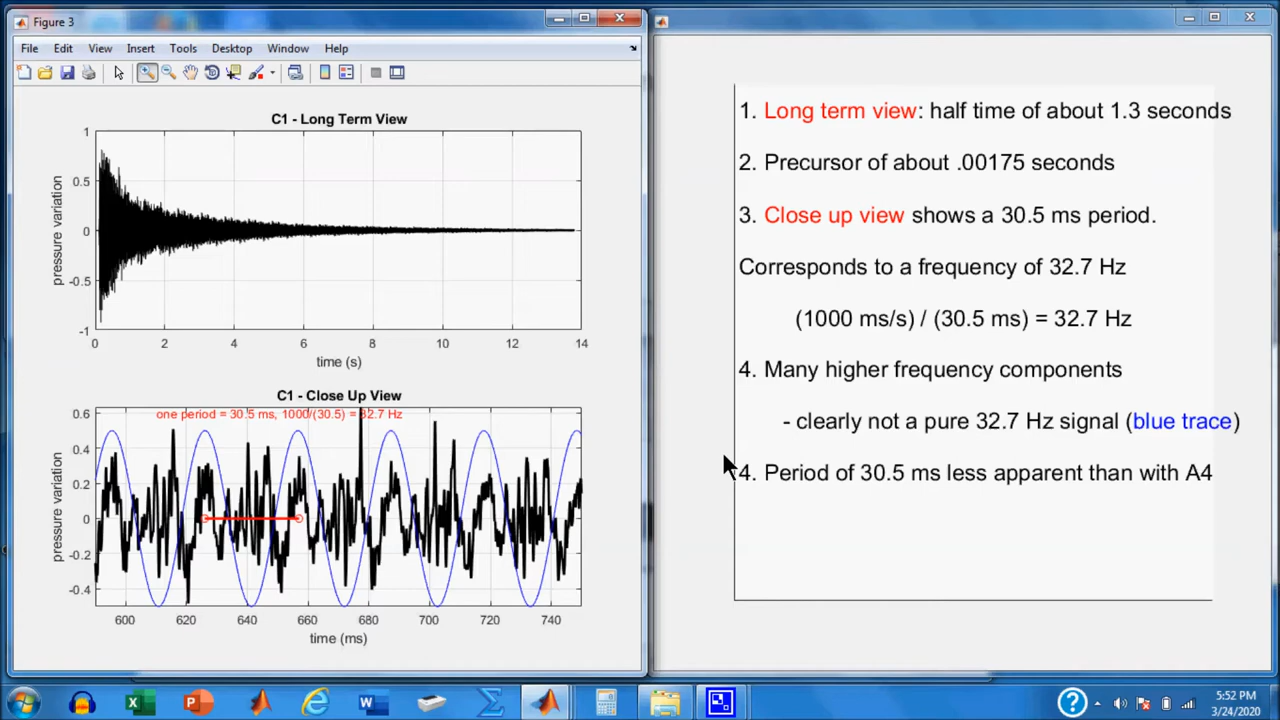 Figure 3
File Edit View Insert Tools Desktop Window Help
C1 - Long Term View
pressure variation
1
0.5
0
-0.5
-1
0 2 4 6 8 10 12 14
time (s)
C1 - Close Up View
one period = 30.5 ms, 1000/(30.5) = 32.7 Hz
pressure variation
0.6
0.4
0.2
0
-0.2
-0.4
600 620 640 660 680 700 720 740
time (ms)
1. Long term view: half time of about 1.3 seconds
2. Precursor of about .00175 seconds
3. Close up view shows a 30.5 ms period.
Corresponds to a frequency of 32.7 Hz
(1000 ms/s) / (30.5 ms) = 32.7 Hz
4. Many higher frequency components
- clearly not a pure 32.7 Hz signal (blue trace)
4. Period of 30.5 ms less apparent than with A4
5:52 PM
3/24/2020